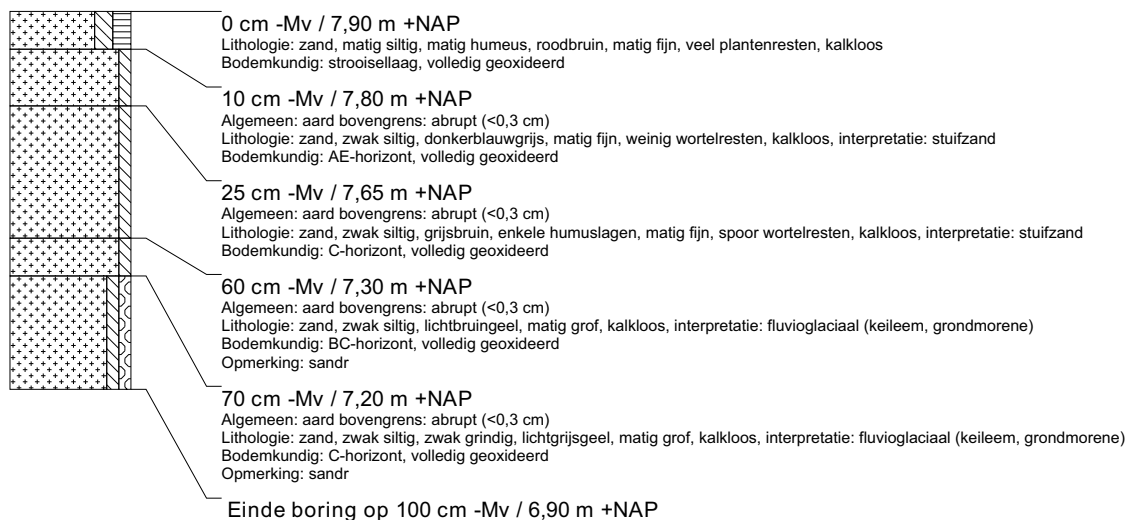 0 cm -Mv / 7,90 m +NAP
Lithologie: zand, matig siltig, matig humeus, roodbruin, matig fijn, veel plantenresten, kalkloos
Bodemkundig: strooisellaag, volledig geoxideerd
10 cm -Mv / 7,80 m +NAP
Algemeen: aard bovengrens: abrupt (<0,3 cm)
Lithologie: zand, zwak siltig, donkerblauwgrijs, matig fijn, weinig wortelresten, kalkloos, interpretatie: stuifzand
Bodemkundig: AE-horizont, volledig geoxideerd
25 cm -Mv / 7,65 m +NAP
Algemeen: aard bovengrens: abrupt (<0,3 cm)
Lithologie: zand, zwak siltig, grijsbruin, enkele humuslagen, matig fijn, spoor wortelresten, kalkloos, interpretatie: stuifzand
Bodemkundig: C-horizont, volledig geoxideerd
60 cm -Mv / 7,30 m +NAP
Algemeen: aard bovengrens: abrupt (<0,3 cm)
Lithologie: zand, zwak siltig, lichtbruingeel, matig grof, kalkloos, interpretatie: fluvioglaciaal (keileem, grondmorene)
Bodemkundig: BC-horizont, volledig geoxideerd
Opmerking: sandr
70 cm -Mv / 7,20 m +NAP
Algemeen: aard bovengrens: abrupt (<0,3 cm)
Lithologie: zand, zwak siltig, zwak grindig, lichtgrijsgeel, matig grof, kalkloos, interpretatie: fluvioglaciaal (keileem, grondmorene)
Bodemkundig: C-horizont, volledig geoxideerd
Opmerking: sandr
Einde boring op 100 cm -Mv / 6,90 m +NAP